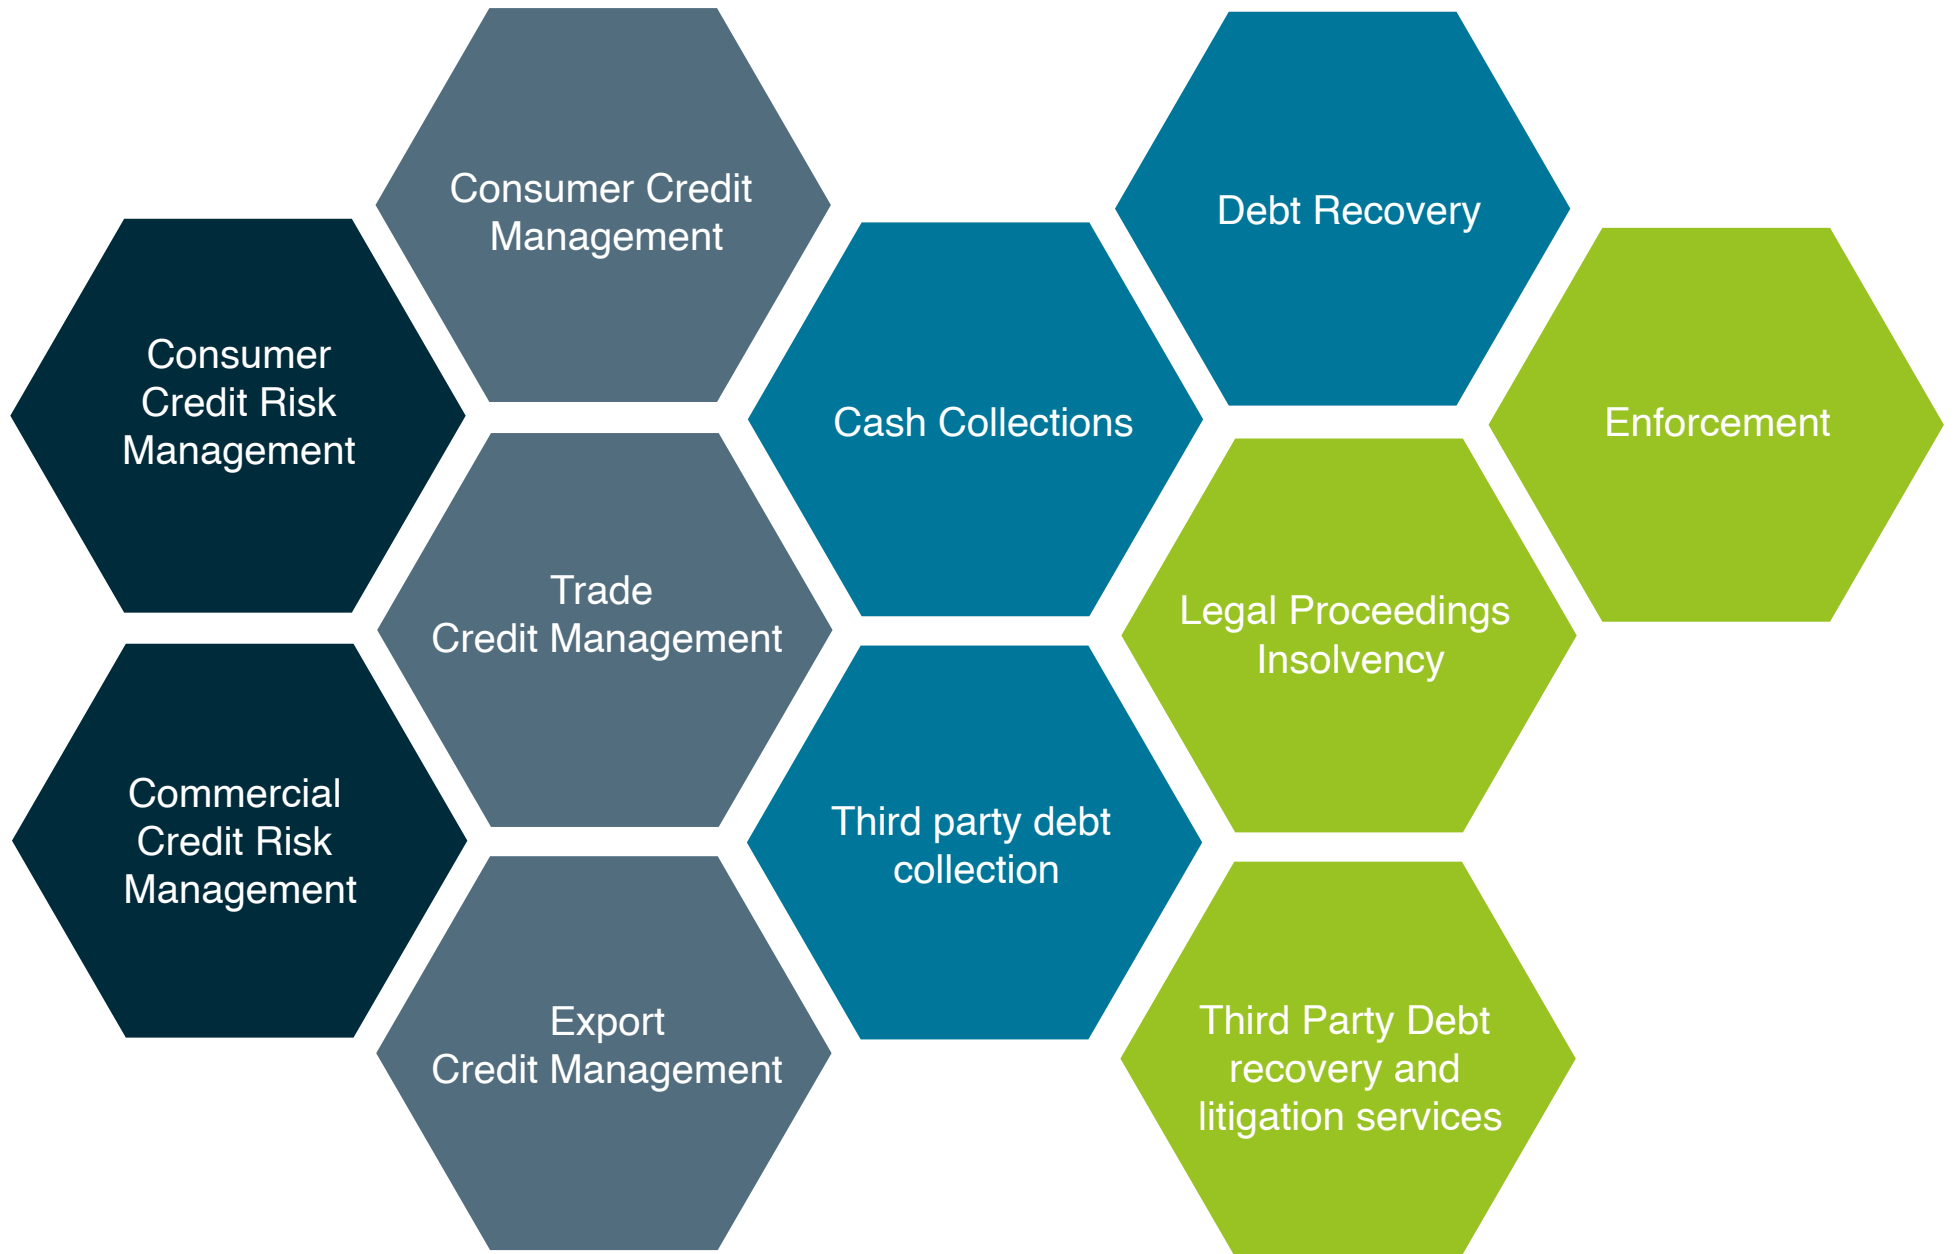 Consumer Credit
Management
Debt Recovery
Consumer
Credit Risk
Management
Cash Collections
Enforcement
Trade
Credit Management
Legal Proceedings
Insolvency
Commercial
Credit Risk
Management
Third party debt
collection
Export
Credit Management
Third Party Debt
recovery and
litigation services